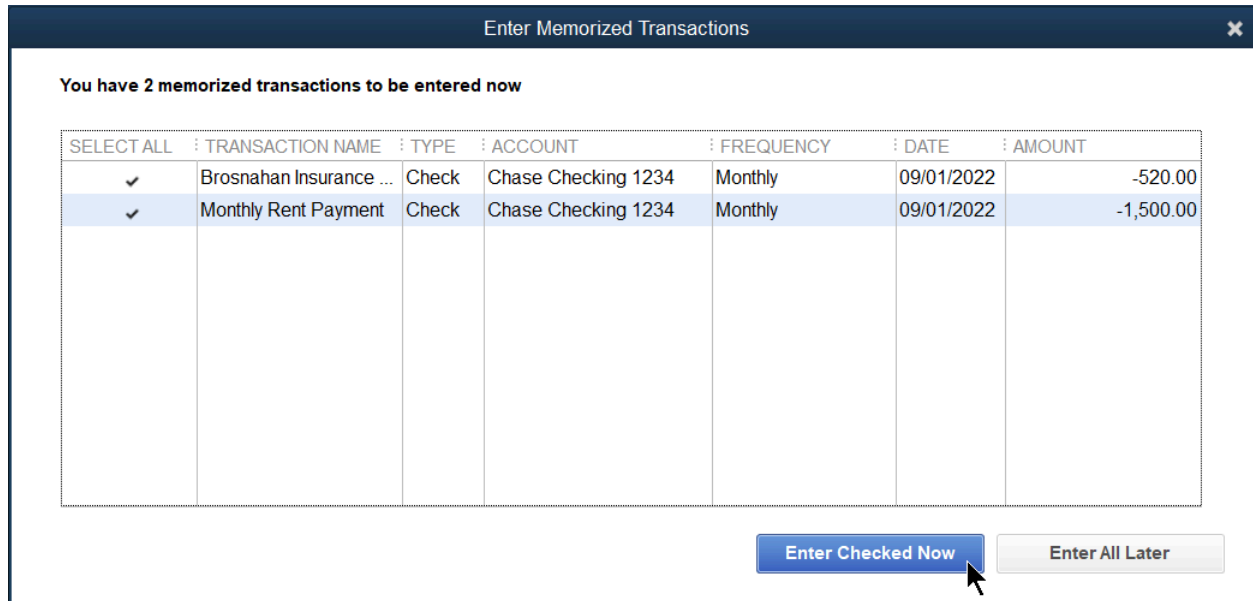 Enter Memorized Transactions
You have 2 memorized transactions to be entered now
SELECT ALL TRANSACTION NAME TYPE ACCOUNT FREQUENCY DATE AMOUNT
Brosnahan Insurance ... Check Chase Checking 1234 Monthly 09/01/2022 -520.00
Monthly Rent Payment Check Chase Checking 1234 Monthly 09/01/2022 -1,500.00
Enter Checked Now Enter All Later